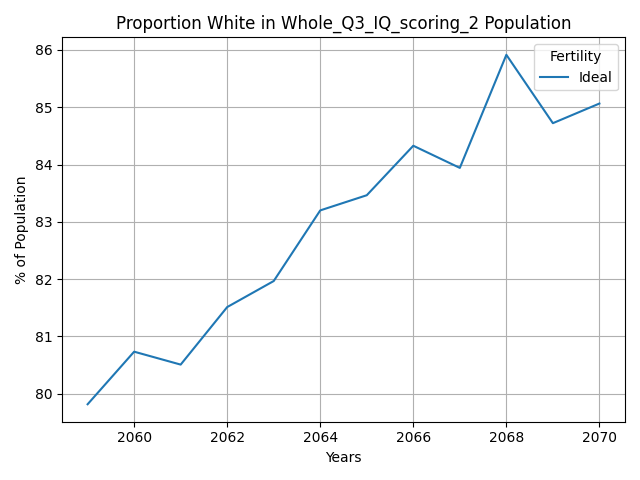 Proportion White in Whole_Q3_IQ_scoring_2 Population
Fertility
Ideal
86
85
84
83
82
81
80
% of Population
2060 2062 2064 2066 2068 2070
Years